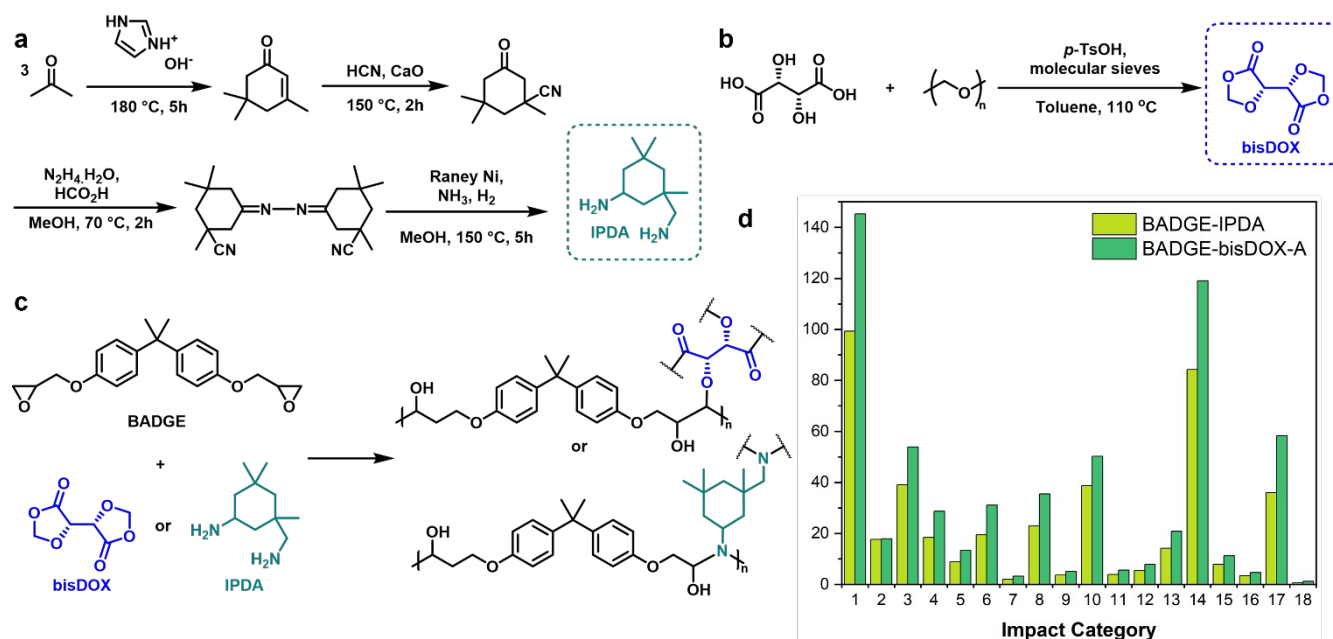 a
3
O
HN
NH+
OH-
180 °C, 5h
O
HCN, CaO
150 °C, 2h
O
CN
N2H4.H2O,
HCO2H
MeOH, 70 °C, 2h
N
N
CN
NC
Raney Ni,
NH3, H2
MeOH, 150 °C, 5h
H2N
IPDA
H2N
b
HO
O
OH
OH
O
OH
+
O
n
p-TsOH,
molecular sieves
Toluene, 110 °C
O
O
O
O
O
O
bisDOX
c
O
O
O
O
BADGE
+
O
O
O
O
O
O
bisDOX
or
H2N
H2N
IPDA
OH
O
O
OH
O
O
O
O
n
or
N
OH
O
O
OH
N
n
d
BADGE-IPDA
BADGE-bisDOX-A
140
120
100
80
60
40
20
0
1 2 3 4 5 6 7 8 9 10 11 12 13 14 15 16 17 18
Impact Category